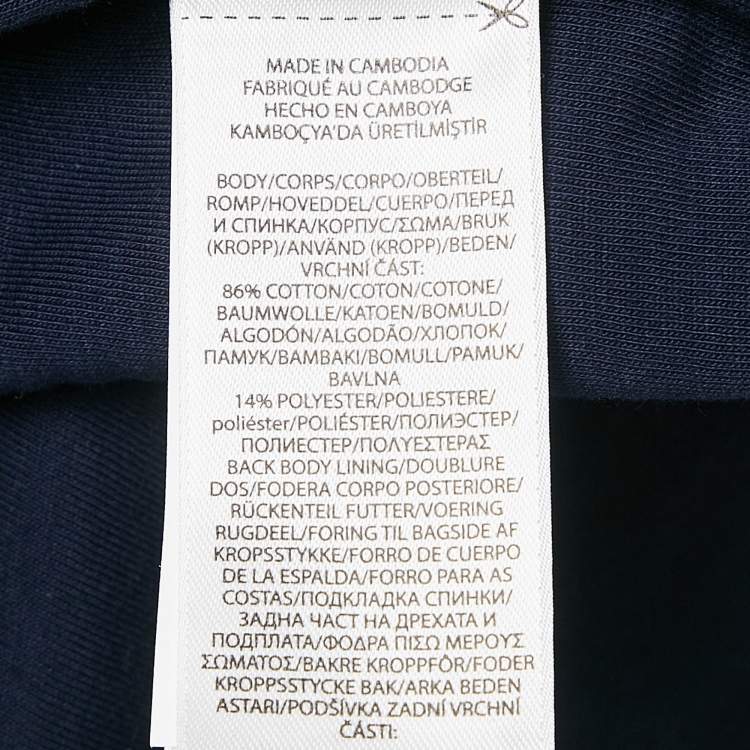 MADE IN CAMBODIA
FABRIQUÉ AU CAMBODGE
HECHO EN CAMBOYA
KAMBOÇYA'DA ÜRETİLMİŞTİR
BODY/CORPS/CORPO/OBERTEIL/
ROMP/HOVEDDEL/CUERPO/ПЕРЕД
И СПИНКА/КОРПУС/ΣΩΜΑ/BRUK
(KROPP)/ANVÄND (KROPP)/BEDEN/
VRCHNÍ ČÁST:
86% COTTON/COTON/COTONE/
BAUMWOLLE/KATOEN/BOMULD/
ALGODÓN/ALGODÃO/ХЛОПОК/
ПАМУК/ΒΑΜΒΑΚΙ/BOMULL/PAMUK/
BAVLNA
14% POLYESTER/POLIESTERE/
poliéster/POLIÉSTER/ПОЛИЭСТЕР/
ПОЛИЕСТЕР/ΠΟΛΥΕΣΤΕΡΑΣ
BACK BODY LINING/DOUBLURE
DOS/FODERA CORPO POSTERIORE/
RÜCKENTEIL FUTTER/VOERING
RUGDEEL/FORING TIL BAGSIDE AF
KROPSSTYKKE/FORRO DE CUERPO
DE LA ESPALDA/FORRO PARA AS
COSTAS/ПОДКЛАДКА СПИНКИ/
ЗАДНА ЧАСТ НА ДРЕХАТА И
ПОДПЛАТА/ΦΟΔΡΑ ΠΙΣΩ ΜΕΡΟΥΣ
ΣΩΜΑΤΟΣ/BAKRE KROPPFÔR/FODER
KROPPSSTYCKE BAK/ARKA BEDEN
ASTARI/PODŠÍVKA ZADNÍ VRCHNÍ
ČÁSTI: